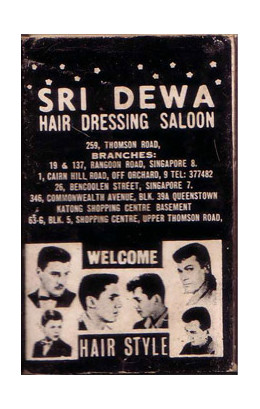 SRI DEWA
HAIR DRESSING SALOON
259, THOMSON ROAD,
BRANCHES:
19 & 137, RANGOON ROAD, SINGAPORE 8.
1, CAIRN HILL ROAD, OFF ORCHARD, 9 TEL: 377482
26, BENCOOLEN STREET, SINGAPORE 7.
346, COMMONWEALTH AVENUE, BLK. 39A QUEENSTOWN
KATONG SHOPPING CENTRE BASEMENT
63-6, BLK. 5, SHOPPING CENTRE, UPPER THOMSON ROAD,
WELCOME
HAIR STYLE